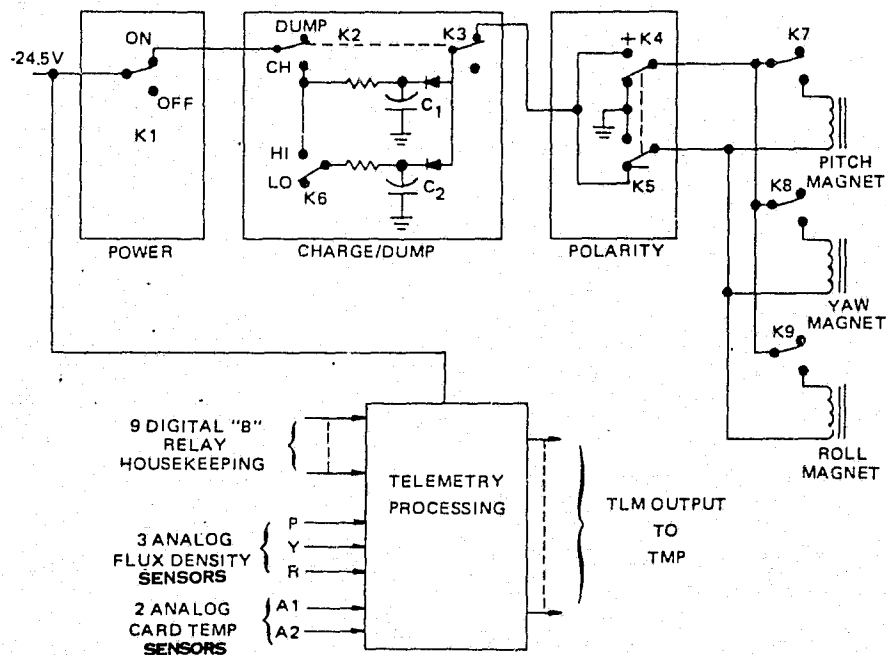 -24.5V
ON
OFF
K1
POWER
DUMP
K2
K3
CH
C1
HI
LO
K6
C2
CHARGE/DUMP
+
K4
K5
−
POLARITY
K7
PITCH
MAGNET
K8
YAW
MAGNET
K9
ROLL
MAGNET
9 DIGITAL "B"
RELAY
HOUSEKEEPING
3 ANALOG
FLUX DENSITY
SENSORS
P
Y
R
2 ANALOG
CARD TEMP
SENSORS
A1
A2
TELEMETRY
PROCESSING
TLM OUTPUT
TO
TMP